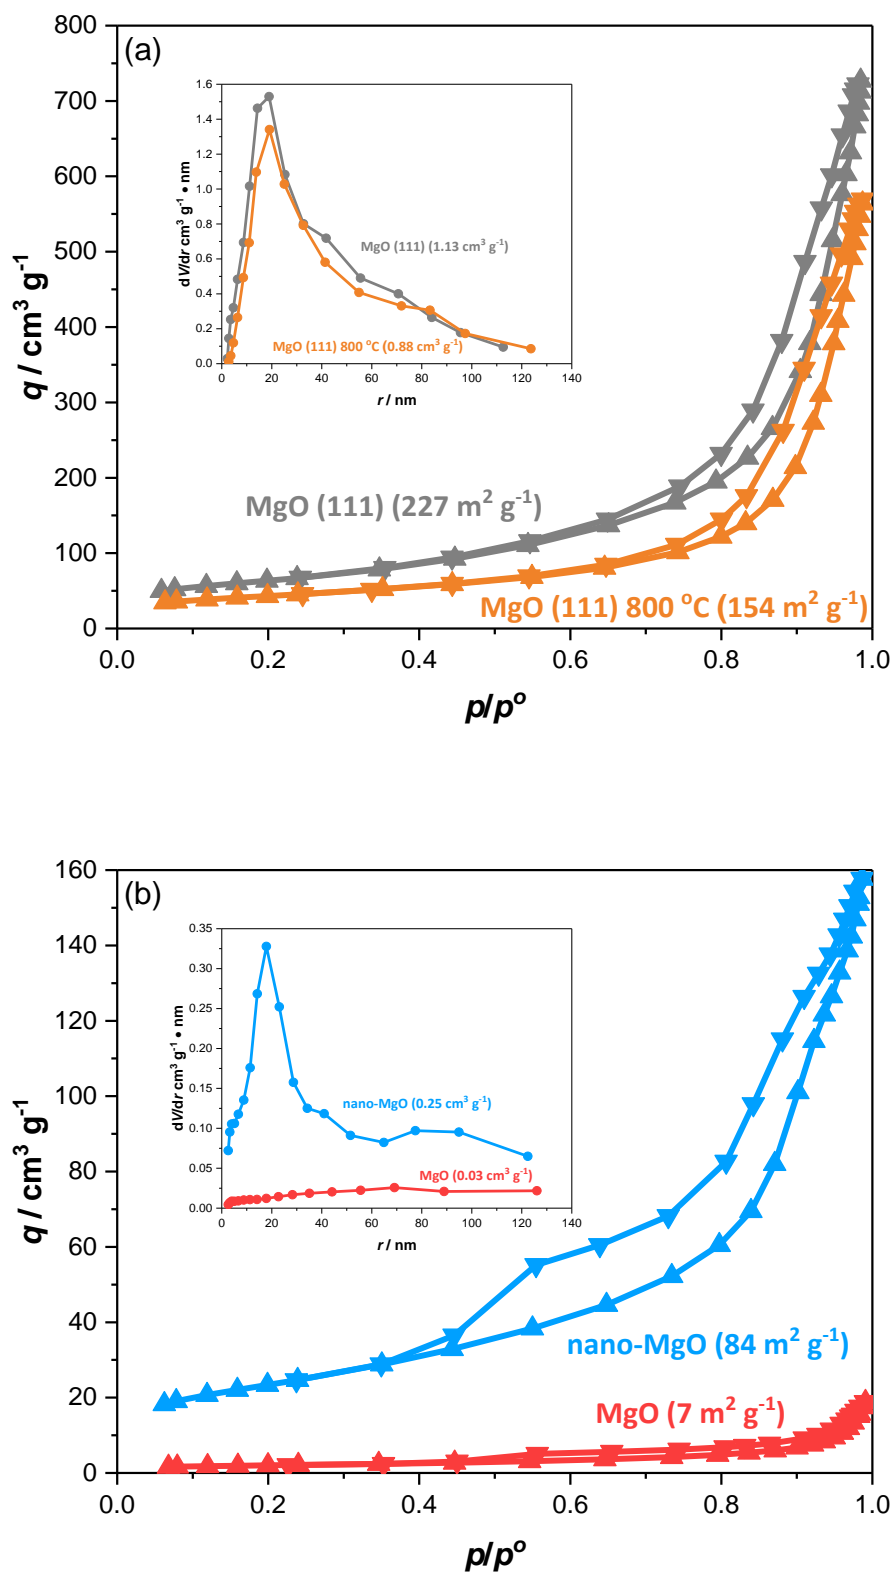 (a)
800
700
600
500
400
300
200
100
0
q / cm³ g⁻¹
0.0 0.2 0.4 0.6 0.8 1.0
p/pᵒ
1.6
1.4
1.2
1.0
0.8
0.6
0.4
0.2
0.0
dV/dr cm³ g⁻¹ • nm
0 20 40 60 80 100 120 140
r / nm
MgO (111) (1.13 cm³ g⁻¹)
MgO (111) 800 ᵒC (0.88 cm³ g⁻¹)
MgO (111) (227 m² g⁻¹)
MgO (111) 800 ᵒC (154 m² g⁻¹)
(b)
160
140
120
100
80
60
40
20
0
q / cm³ g⁻¹
0.0 0.2 0.4 0.6 0.8 1.0
p/pᵒ
0.35
0.30
0.25
0.20
0.15
0.10
0.05
0.00
dV/dr cm³ g⁻¹ • nm
0 20 40 60 80 100 120 140
r / nm
nano-MgO (0.25 cm³ g⁻¹)
MgO (0.03 cm³ g⁻¹)
nano-MgO (84 m² g⁻¹)
MgO (7 m² g⁻¹)